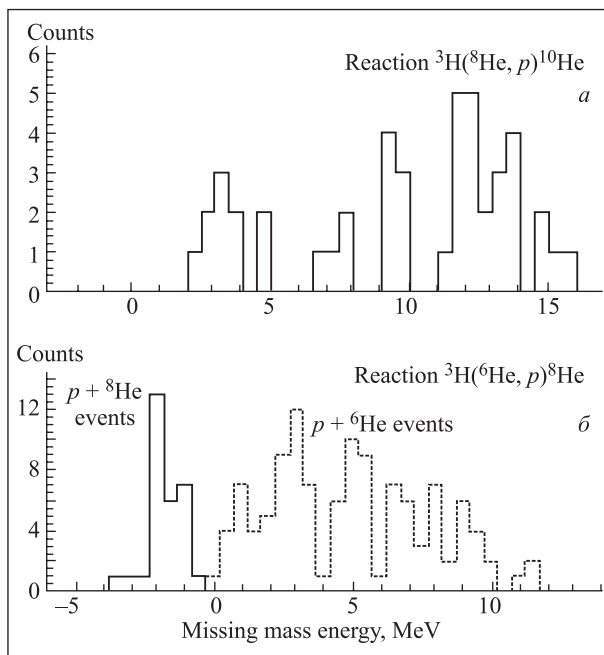 Counts
Reaction ³H(⁸He, p)¹⁰He
а
6
5
4
3
2
1
0
0 5 10 15
Counts
Reaction ³H(⁶He, p)⁸He
p + ⁸He
events
p + ⁶He events
б
12
8
4
0
–5 0 5 10
Missing mass energy, MeV